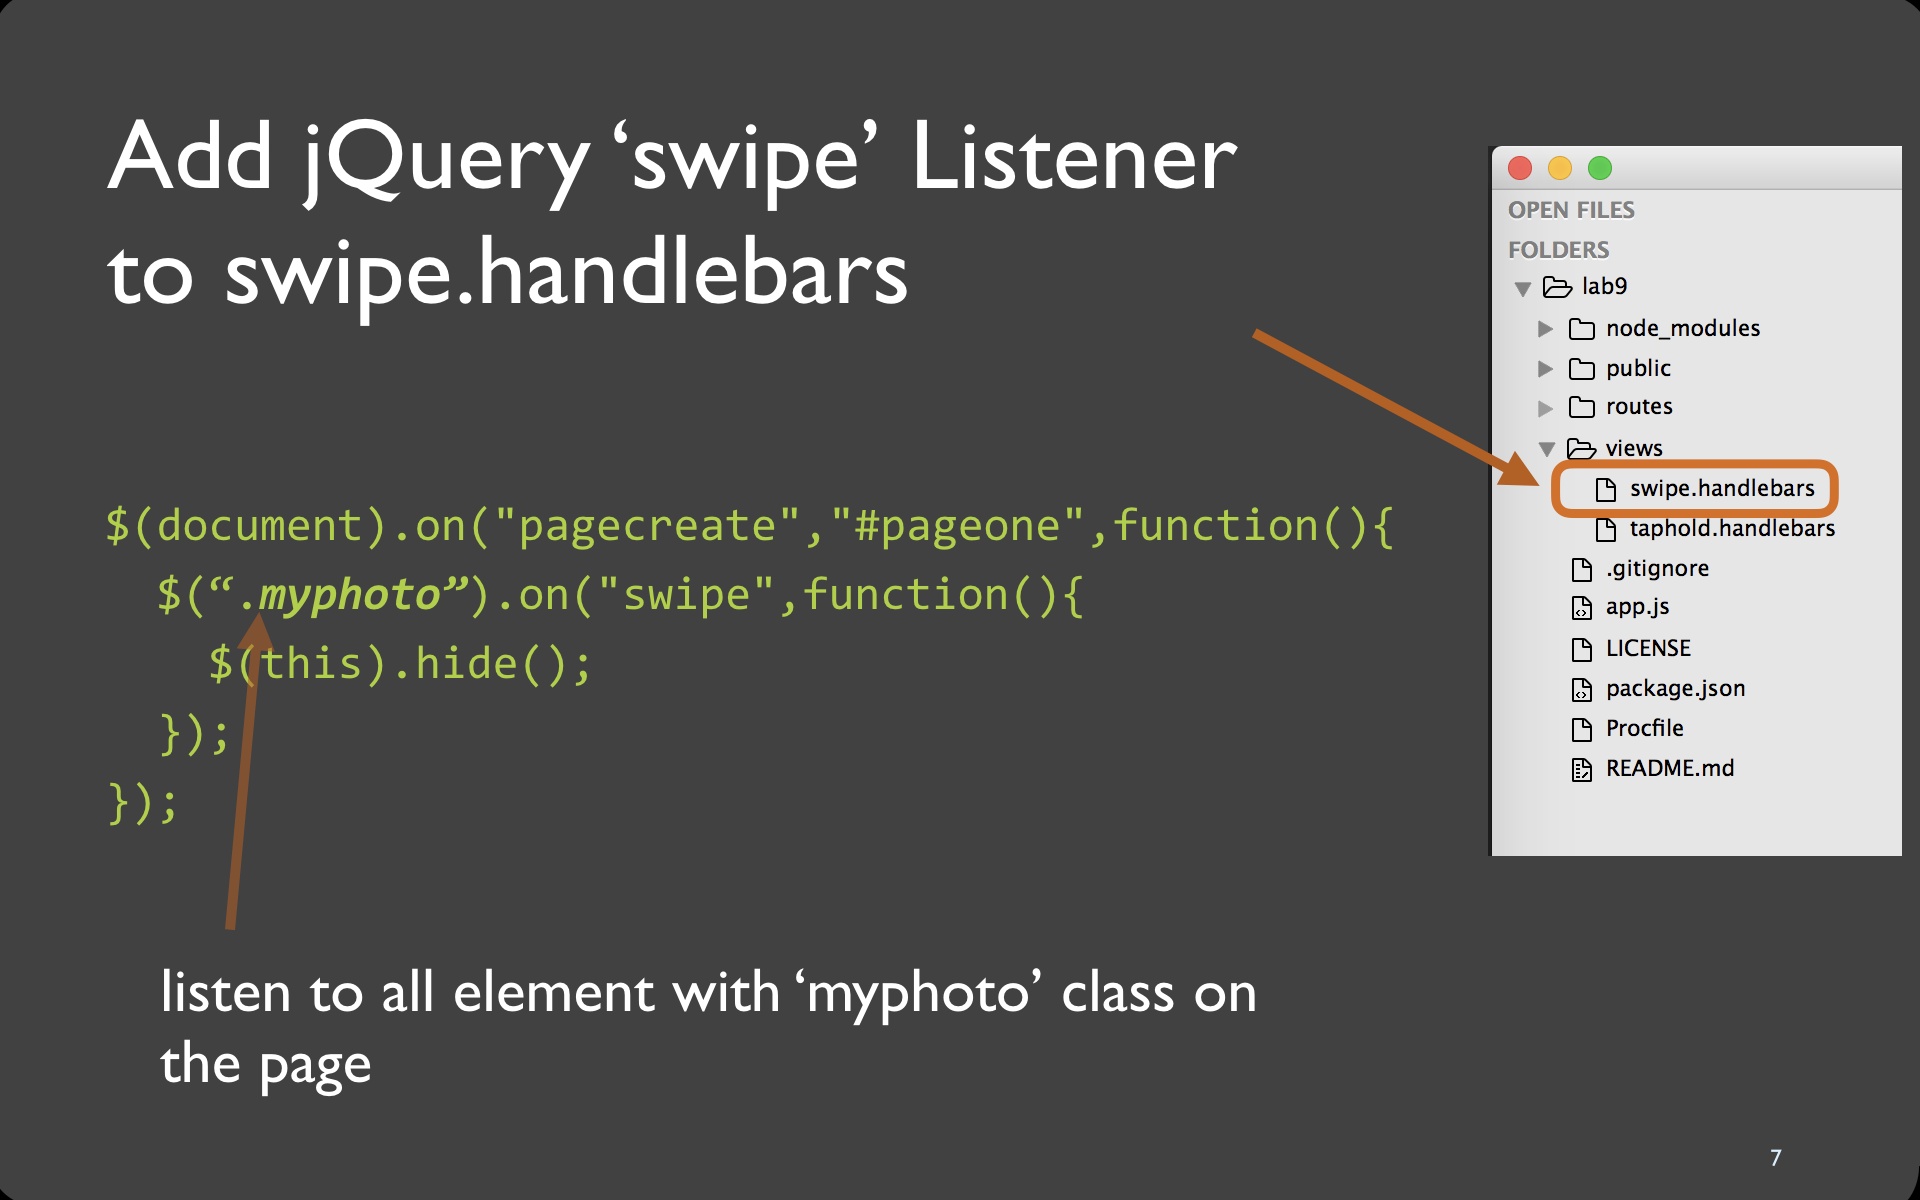 Add jQuery ‘swipe’ Listener
to swipe.handlebars
$(document).on("pagecreate","#pageone",function(){
$(“.myphoto”).on("swipe",function(){
$(this).hide();
});
});
listen to all element with ‘myphoto’ class on
the page
OPEN FILES
FOLDERS
lab9
node_modules
public
routes
views
swipe.handlebars
taphold.handlebars
.gitignore
app.js
LICENSE
package.json
Procfile
README.md
7